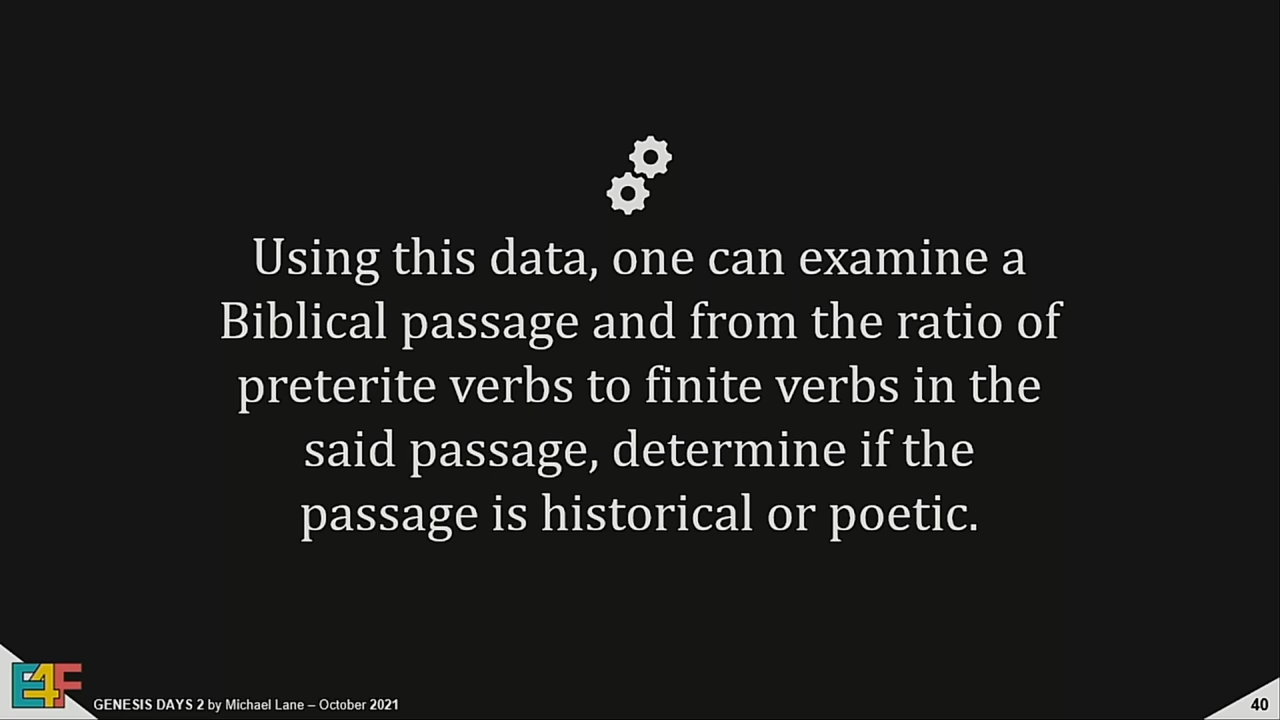 Using this data, one can examine a
Biblical passage and from the ratio of
preterite verbs to finite verbs in the
said passage, determine if the
passage is historical or poetic.
E4F
GENESIS DAYS 2 by Michael Lane – October 2021
40